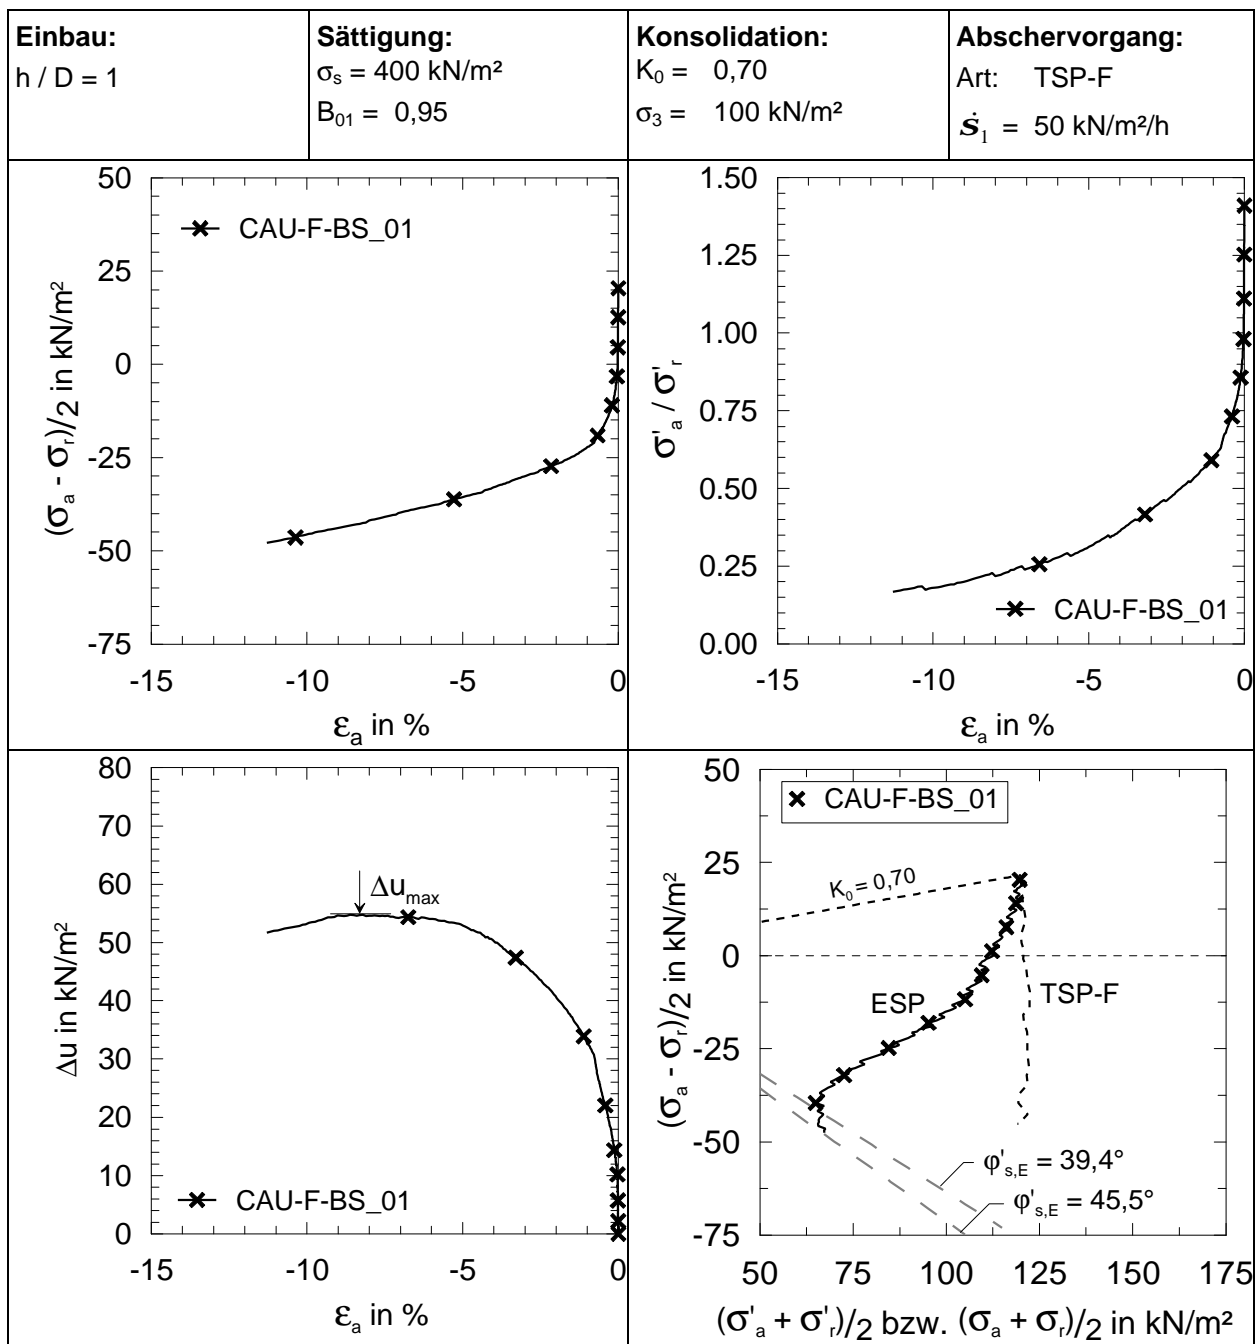 Einbau:
h / D = 1
Sättigung:
σs = 400 kN/m²
B01 = 0,95
Konsolidation:
K0 = 0,70
σ3 = 100 kN/m²
Abschervorgang:
Art: TSP-F
ṡ1 = 50 kN/m²/h
50
25
0
-25
-50
-75
(σa - σr)/2 in kN/m²
CAU-F-BS_01
-15 -10 -5 0
εa in %
1.50
1.25
1.00
0.75
0.50
0.25
0.00
σ'a / σ'r
CAU-F-BS_01
-15 -10 -5 0
εa in %
80
70
60
50
40
30
20
10
0
Δu in kN/m²
Δumax
CAU-F-BS_01
-15 -10 -5 0
εa in %
50
25
0
-25
-50
-75
(σa - σr)/2 in kN/m²
CAU-F-BS_01
K0 = 0,70
ESP
TSP-F
φ's,E = 39,4°
φ's,E = 45,5°
50 75 100 125 150 175
(σ'a + σ'r)/2 bzw. (σa + σr)/2 in kN/m²